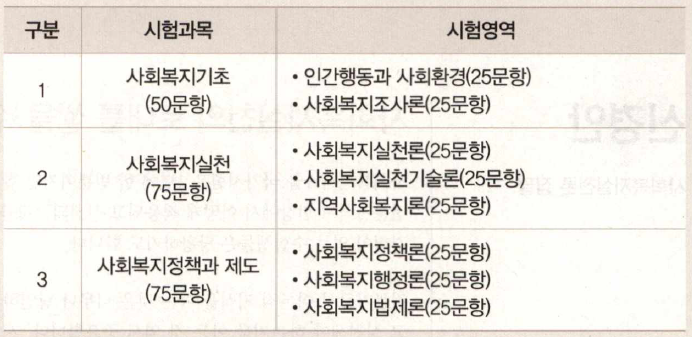 구분 시험과목 시험영역
1 사회복지기초 (50문항)
• 인간행동과 사회환경(25문항)
• 사회복지조사론(25문항)
2 사회복지실천 (75문항)
• 사회복지실천론(25문항)
• 사회복지실천기술론(25문항)
• 지역사회복지론(25문항)
3 사회복지정책과 제도 (75문항)
• 사회복지정책론(25문항)
• 사회복지행정론(25문항)
• 사회복지법제론(25문항)